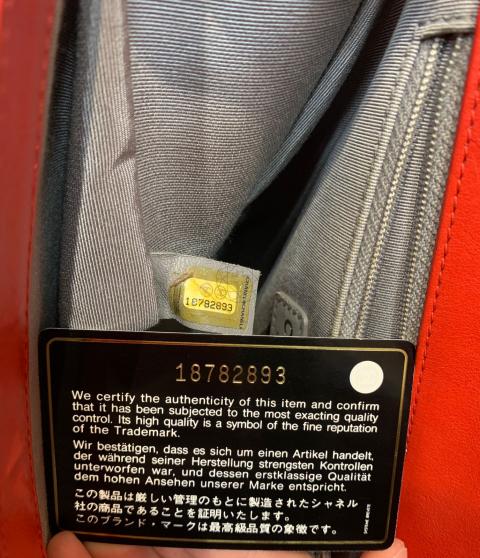 18782893
18782893
We certify the authenticity of this item and confirm
that it has been subjected to the most exacting quality
control. Its high quality is a symbol of the fine reputation
of the Trademark.
Wir bestätigen, dass es sich um einen Artikel handelt,
der während seiner Herstellung strengsten Kontrollen
unterworfen war, und dessen erstklassige Qualität
dem hohen Ansehen unserer Marke entspricht.
この製品は厳しい管理のもとに製造されたシャネル
社の商品であることを証明いたします。
このブランド・マークは最高級品質の象徴です。